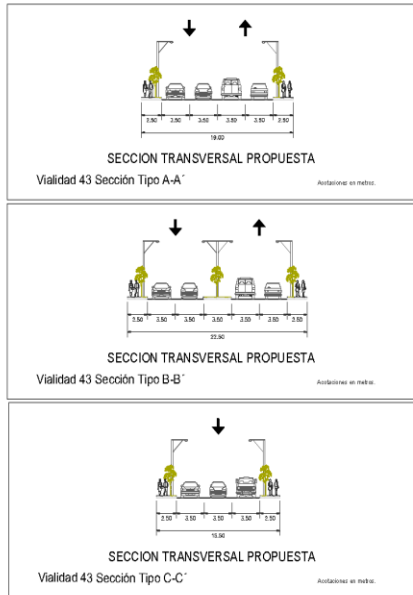 2.50 3.50 3.50 3.50 3.50 2.50
19.00
SECCION TRANSVERSAL PROPUESTA
Vialidad 43 Sección Tipo A-A´
Acotaciones en metros.
2.50 3.50 3.50 3.50 3.50 3.50 2.50
22.50
SECCION TRANSVERSAL PROPUESTA
Vialidad 43 Sección Tipo B-B´
Acotaciones en metros.
2.50 3.50 3.50 3.50 2.50
15.50
SECCION TRANSVERSAL PROPUESTA
Vialidad 43 Sección Tipo C-C´
Acotaciones en metros.